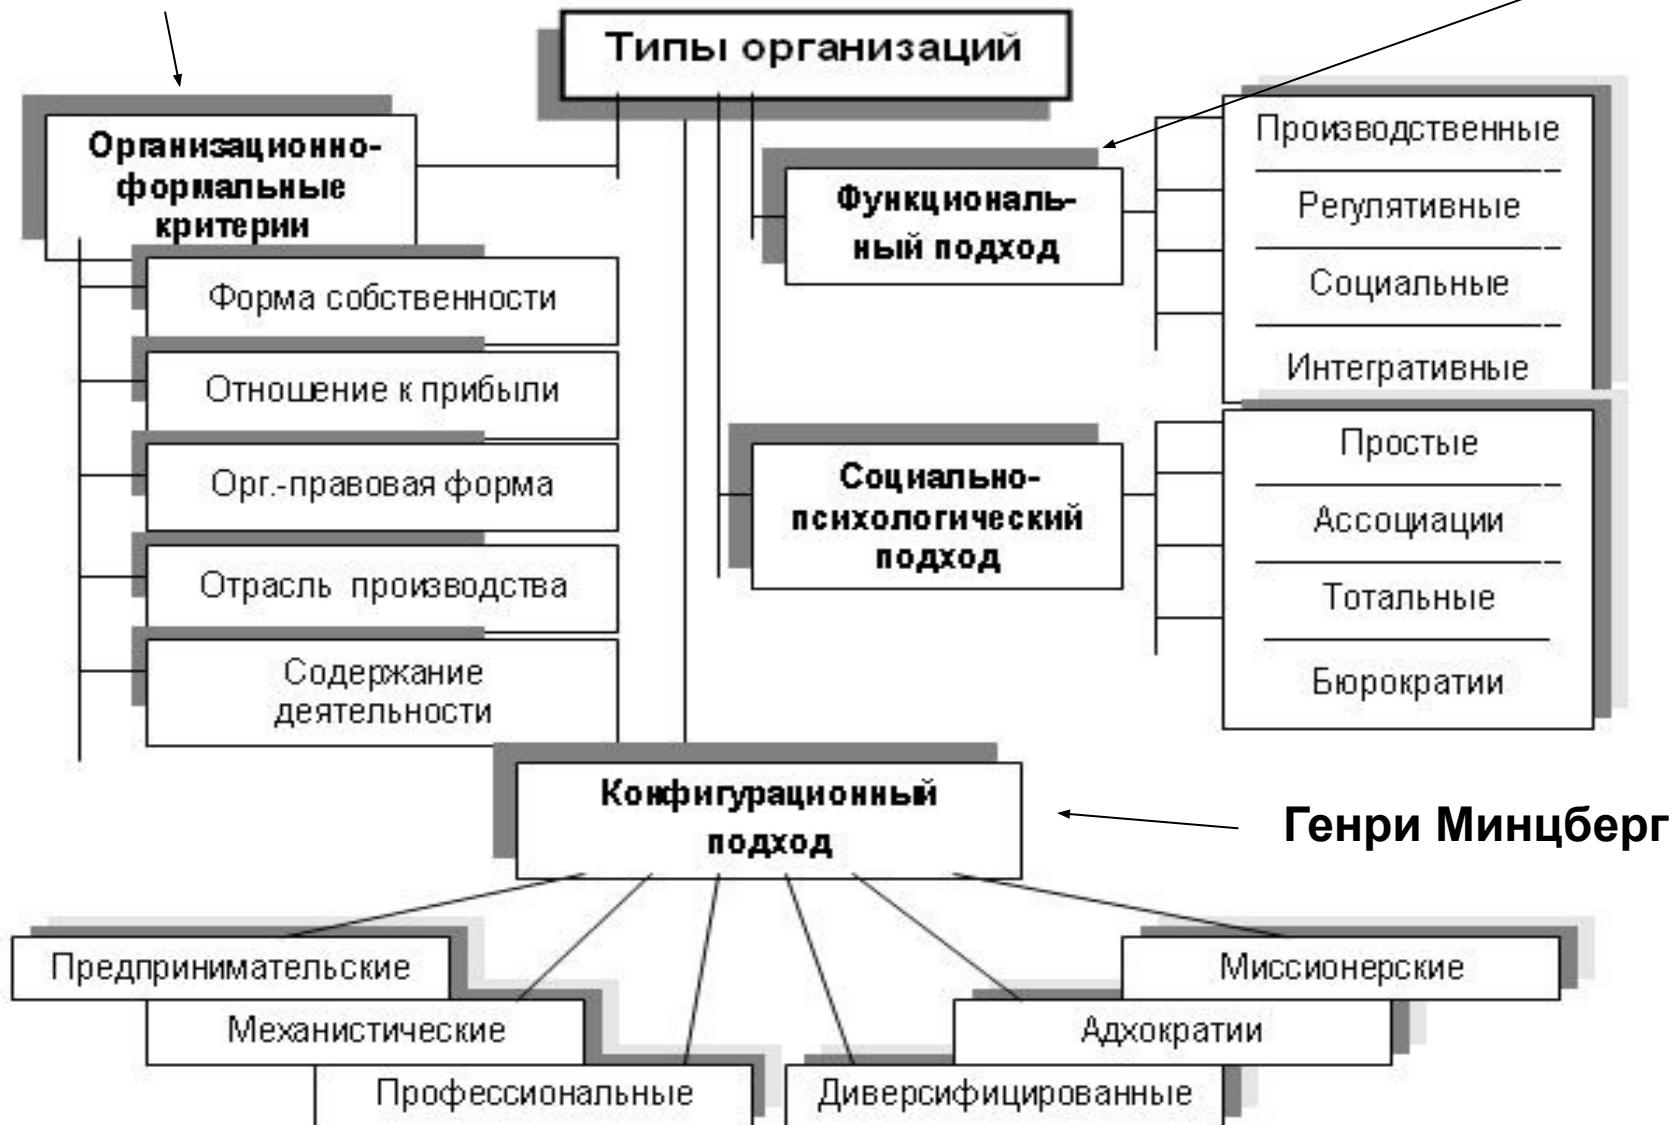 Типы организаций
Организационно-
формальные
критерии
Форма собственности
Отношение к прибыли
Орг.-правовая форма
Отрасль производства
Содержание
деятельности
Функциональ-
ный подход
Производственные
Регулятивные
Социальные
Интегративные
Социально-
психологический
подход
Простые
Ассоциации
Тотальные
Бюрократии
Конфигурационный
подход
Генри Минцберг
Предпринимательские
Механистические
Профессиональные
Диверсифицированные
Адхократии
Миссионерские